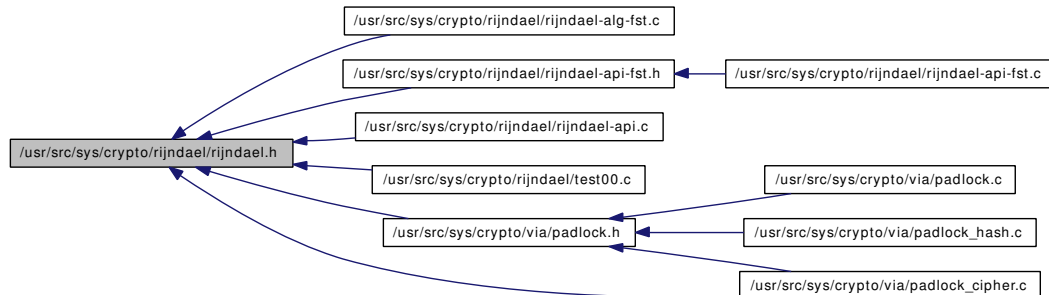 /usr/src/sys/crypto/rijndael/rijndael-alg-fst.c
/usr/src/sys/crypto/rijndael/rijndael-api-fst.h
/usr/src/sys/crypto/rijndael/rijndael-api-fst.c
/usr/src/sys/crypto/rijndael/rijndael-api.c
/usr/src/sys/crypto/rijndael/rijndael.h
/usr/src/sys/crypto/rijndael/test00.c
/usr/src/sys/crypto/via/padlock.c
/usr/src/sys/crypto/via/padlock.h
/usr/src/sys/crypto/via/padlock_hash.c
/usr/src/sys/crypto/via/padlock_cipher.c